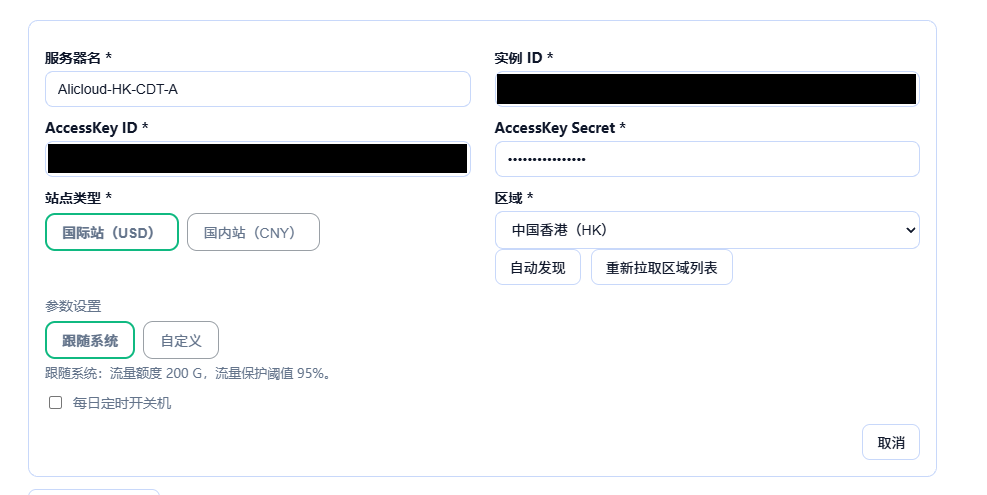 服务器名 *
实例 ID *
Alicloud-HK-CDT-A
AccessKey ID *
AccessKey Secret *
••••••••••••••••
站点类型 *
区域 *
国际站（USD）
国内站（CNY）
中国香港（HK）
自动发现
重新拉取区域列表
参数设置
跟随系统
自定义
跟随系统：流量额度 200 G，流量保护阈值 95%。
每日定时开关机
取消